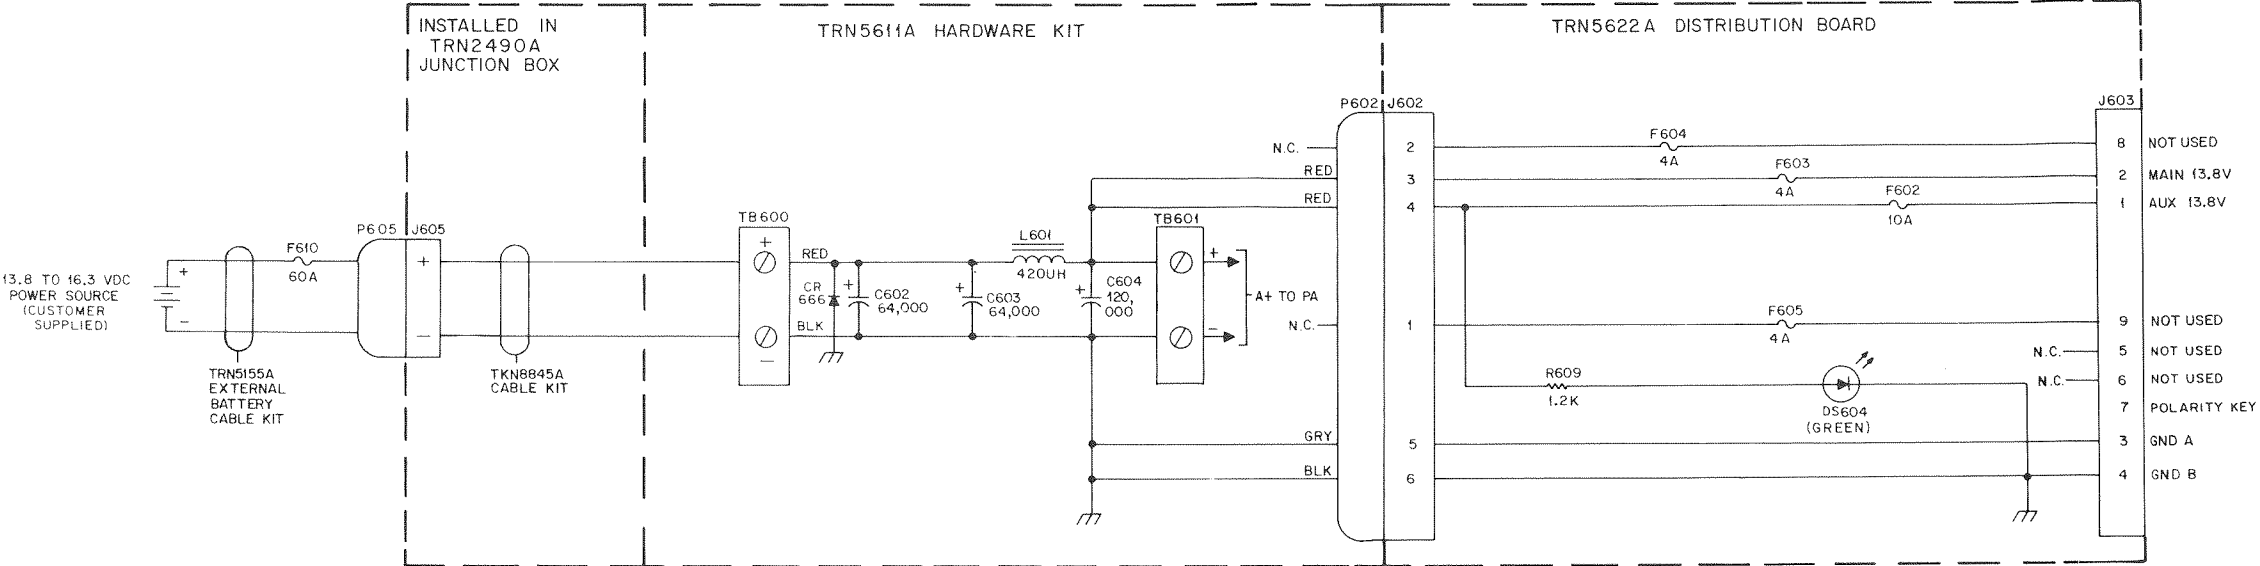 INSTALLED IN
TRN2490A
JUNCTION BOX
TRN5611A HARDWARE KIT
TRN5622A DISTRIBUTION BOARD
13.8 TO 16.3 VDC
POWER SOURCE
(CUSTOMER
SUPPLIED)
+
−
F610
60A
TRN5155A
EXTERNAL
BATTERY
CABLE KIT
P605
J605
+
−
TKN8845A
CABLE KIT
TB600
+
−
RED
BLK
CR
666
+
C602
64,000
+
C603
64,000
L601
420UH
+
C604
120,
000
TB601
+
−
A+ TO PA
P602
J602
N.C.
RED
RED
N.C.
GRY
BLK
2
3
4
1
5
6
F604
4A
F603
4A
F602
10A
F605
4A
R609
1.2K
DS604
(GREEN)
N.C.
N.C.
J603
8 NOT USED
2 MAIN 13.8V
1 AUX 13.8V
9 NOT USED
5 NOT USED
6 NOT USED
7 POLARITY KEY
3 GND A
4 GND B